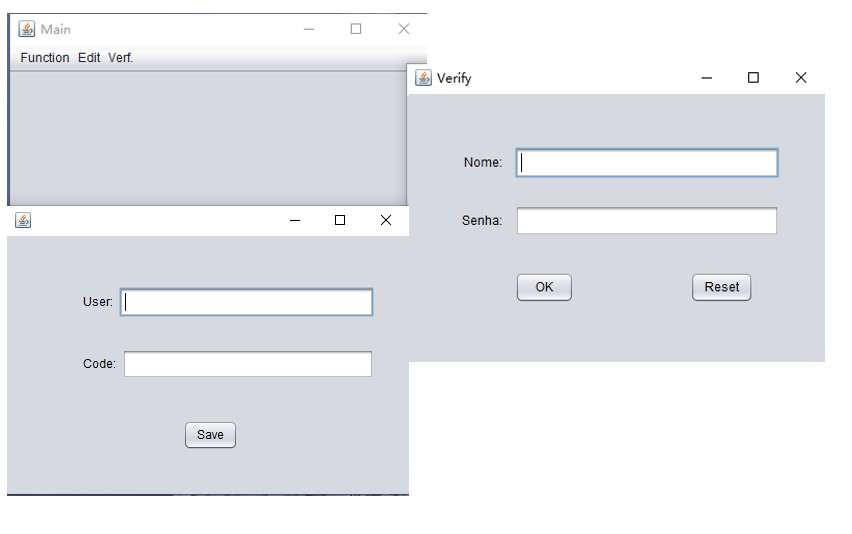 Main
Function Edit Verf.
Verify
Nome:
Senha:
OK Reset
User:
Code:
Save